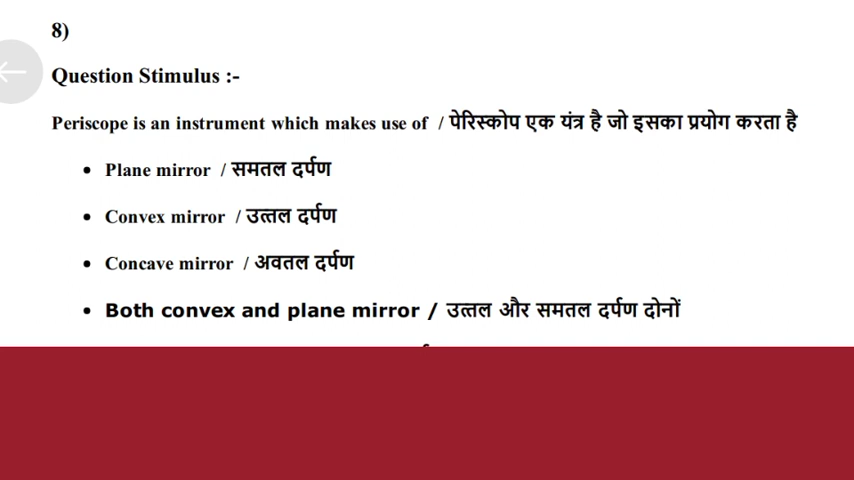 8)
Question Stimulus :-
Periscope is an instrument which makes use of / पेरिस्कोप एक यंत्र है जो इसका प्रयोग करता है
• Plane mirror / समतल दर्पण
• Convex mirror / उत्तल दर्पण
• Concave mirror / अवतल दर्पण
• Both convex and plane mirror / उत्तल और समतल दर्पण दोनों